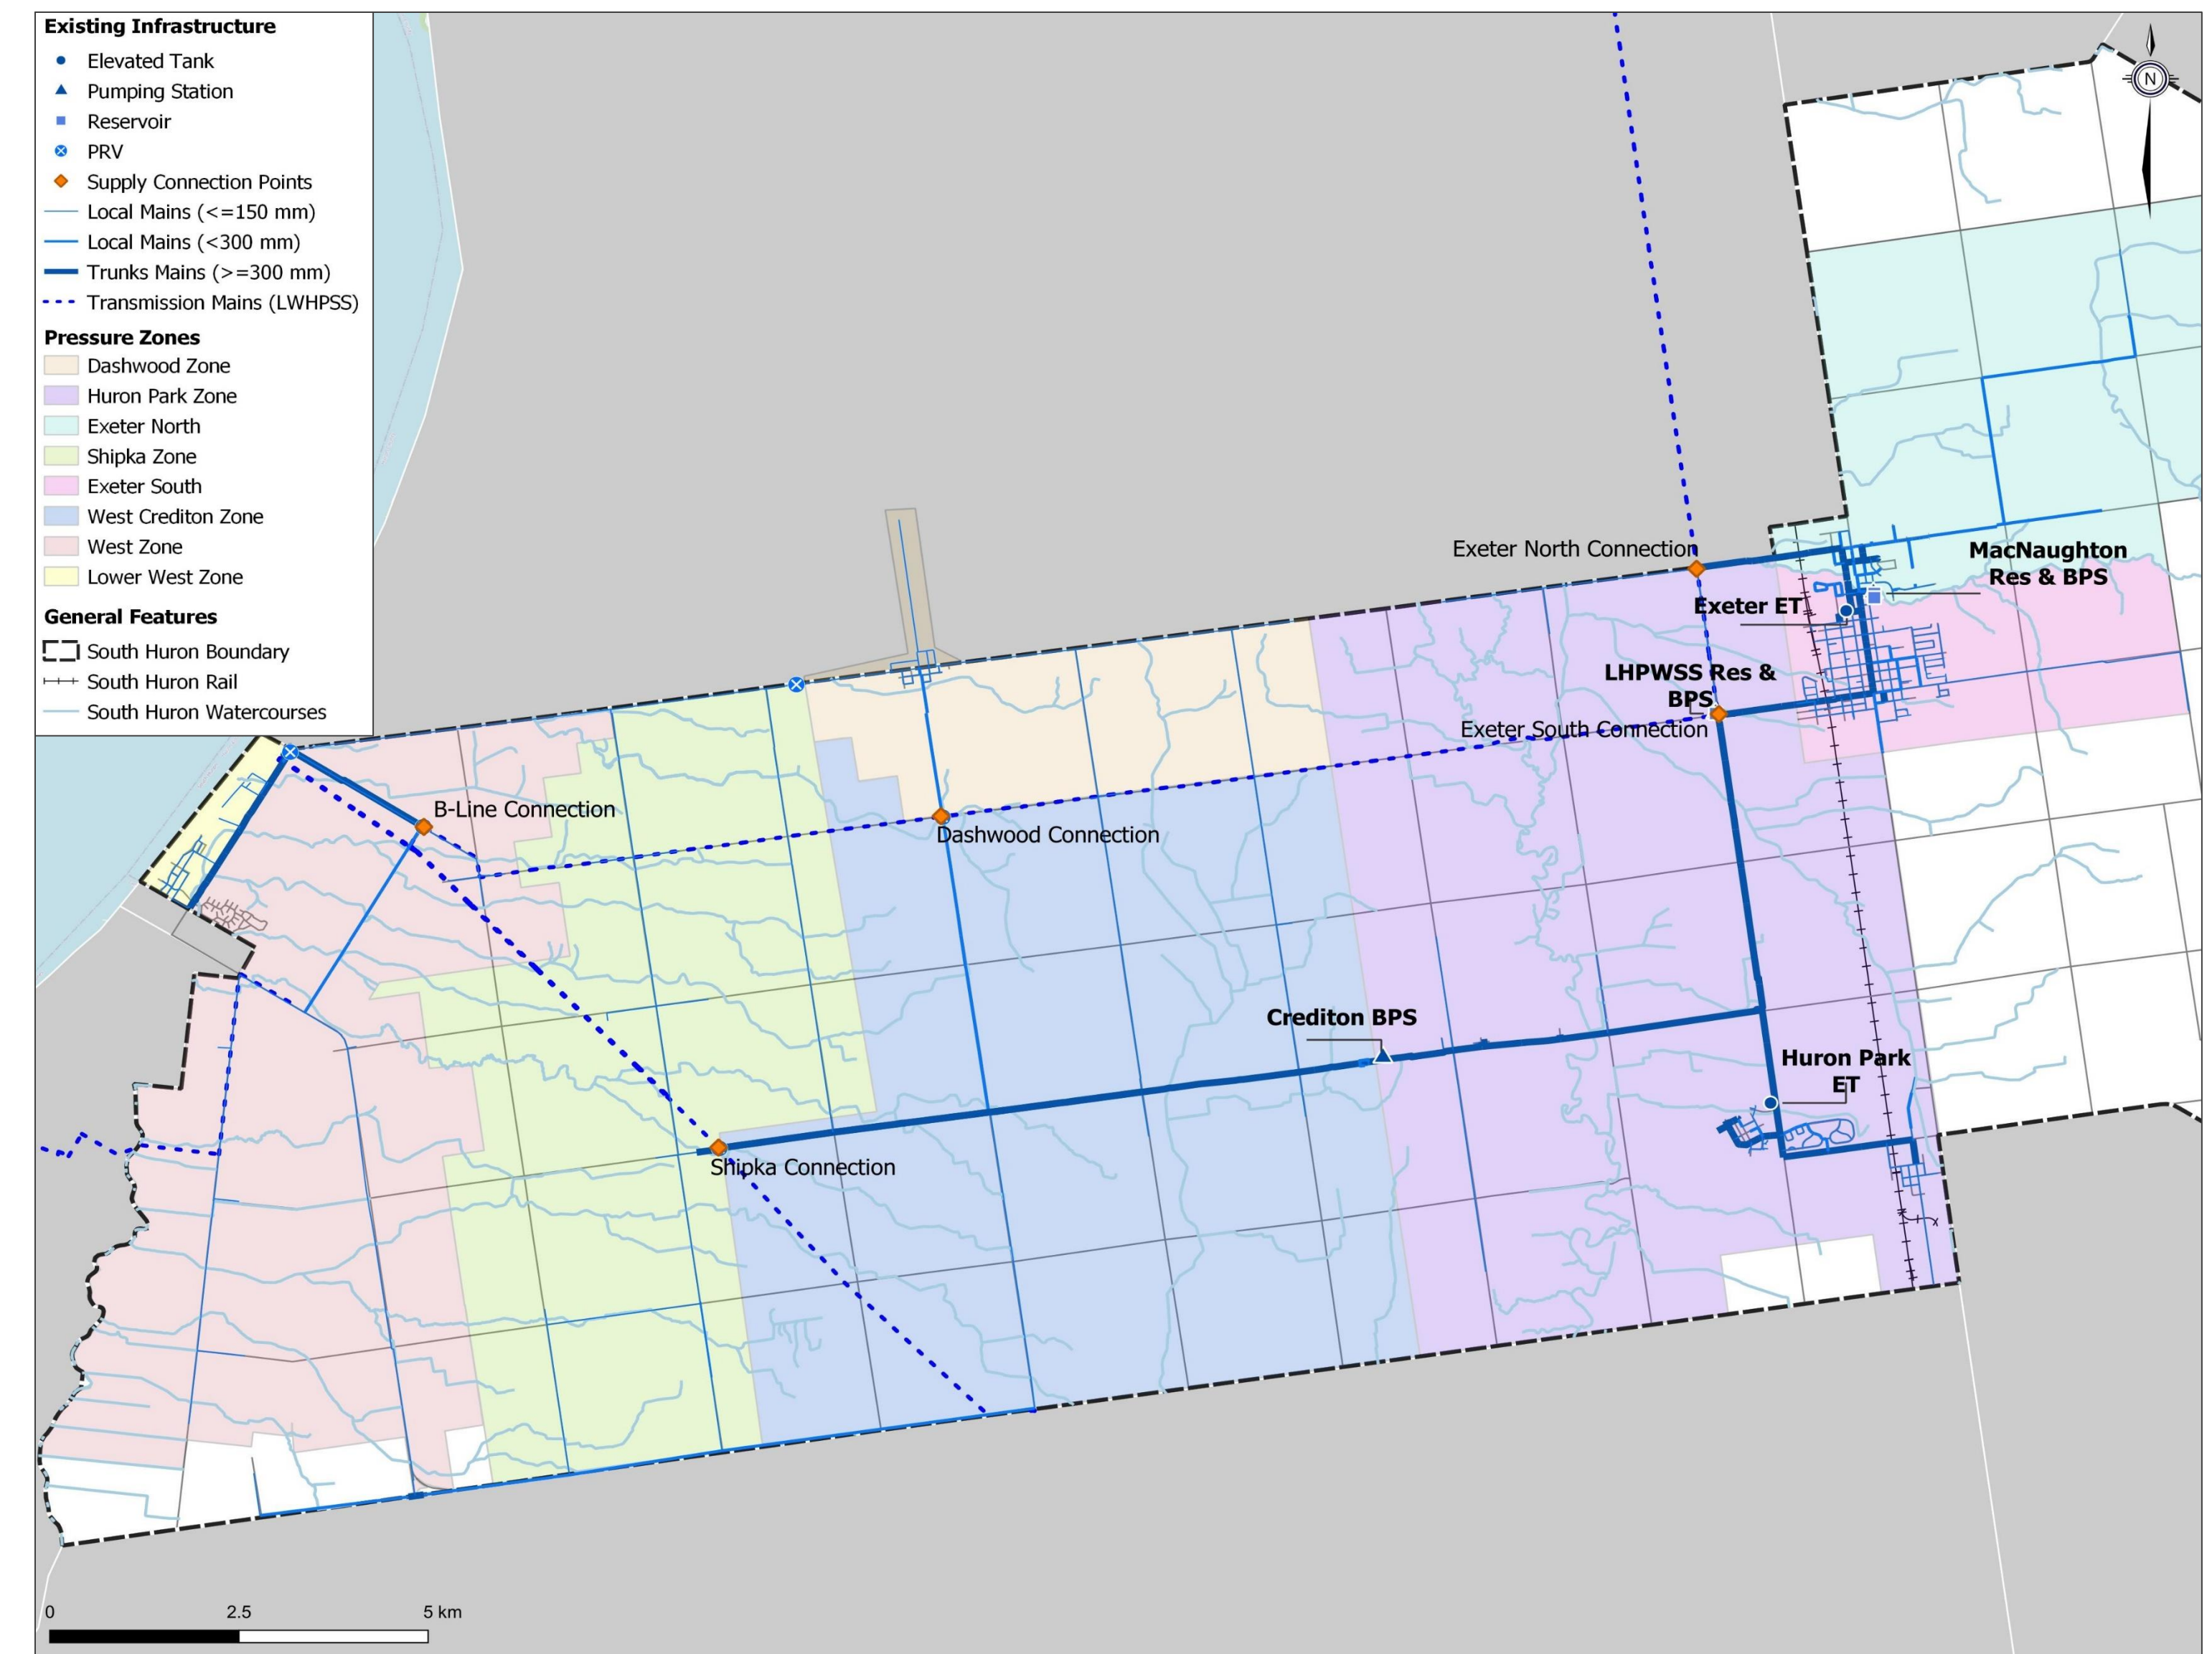 Existing Infrastructure
Elevated Tank
Pumping Station
Reservoir
PRV
Supply Connection Points
Local Mains (<=150 mm)
Local Mains (<300 mm)
Trunks Mains (>=300 mm)
Transmission Mains (LWHPSS)
Pressure Zones
Dashwood Zone
Huron Park Zone
Exeter North
Shipka Zone
Exeter South
West Crediton Zone
West Zone
Lower West Zone
General Features
South Huron Boundary
South Huron Rail
South Huron Watercourses
N
Exeter North Connection
MacNaughton
Res & BPS
Exeter ET
LHPWSS Res &
BPS
Exeter South Connection
B-Line Connection
Dashwood Connection
Crediton BPS
Huron Park
ET
Shipka Connection
0 2.5 5 km